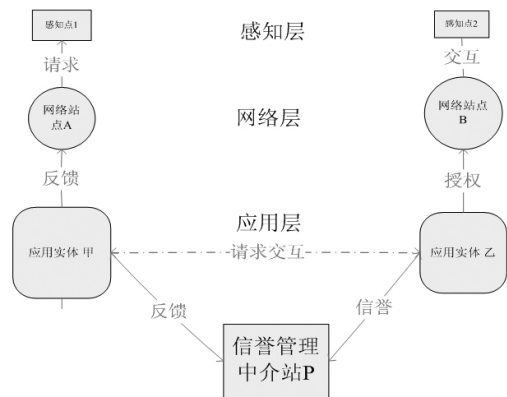 感知点1
感知层
感知点2
请求
交互
网络站
点A
网络层
网络站点
B
反馈
授权
应用层
应用实体 甲
请求交互
应用实体 乙
反馈
信誉
信誉管理
中介站P